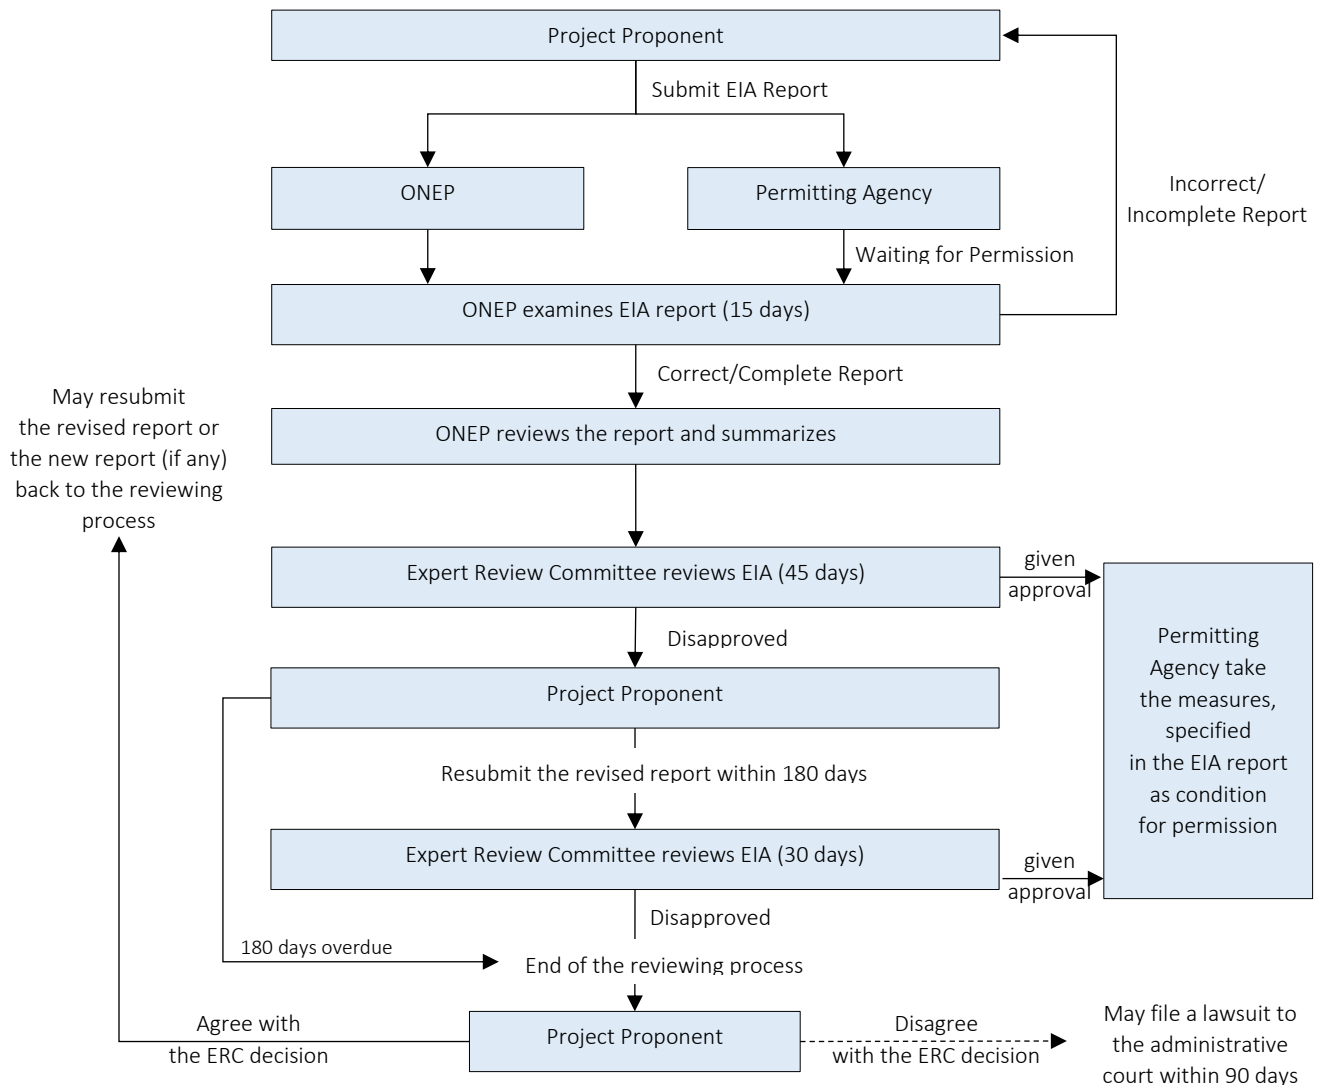 Project Proponent
Submit EIA Report
ONEP
Permitting Agency
Incorrect/
Incomplete Report
Waiting for Permission
ONEP examines EIA report (15 days)
Correct/Complete Report
May resubmit
the revised report or
the new report (if any)
back to the reviewing
process
ONEP reviews the report and summarizes
Expert Review Committee reviews EIA (45 days)
given
approval
Disapproved
Permitting
Agency take
the measures,
specified
in the EIA report
as condition
for permission
Project Proponent
Resubmit the revised report within 180 days
Expert Review Committee reviews EIA (30 days)
given
approval
Disapproved
180 days overdue
End of the reviewing process
Project Proponent
Agree with
the ERC decision
Disagree
with the ERC decision
May file a lawsuit to
the administrative
court within 90 days